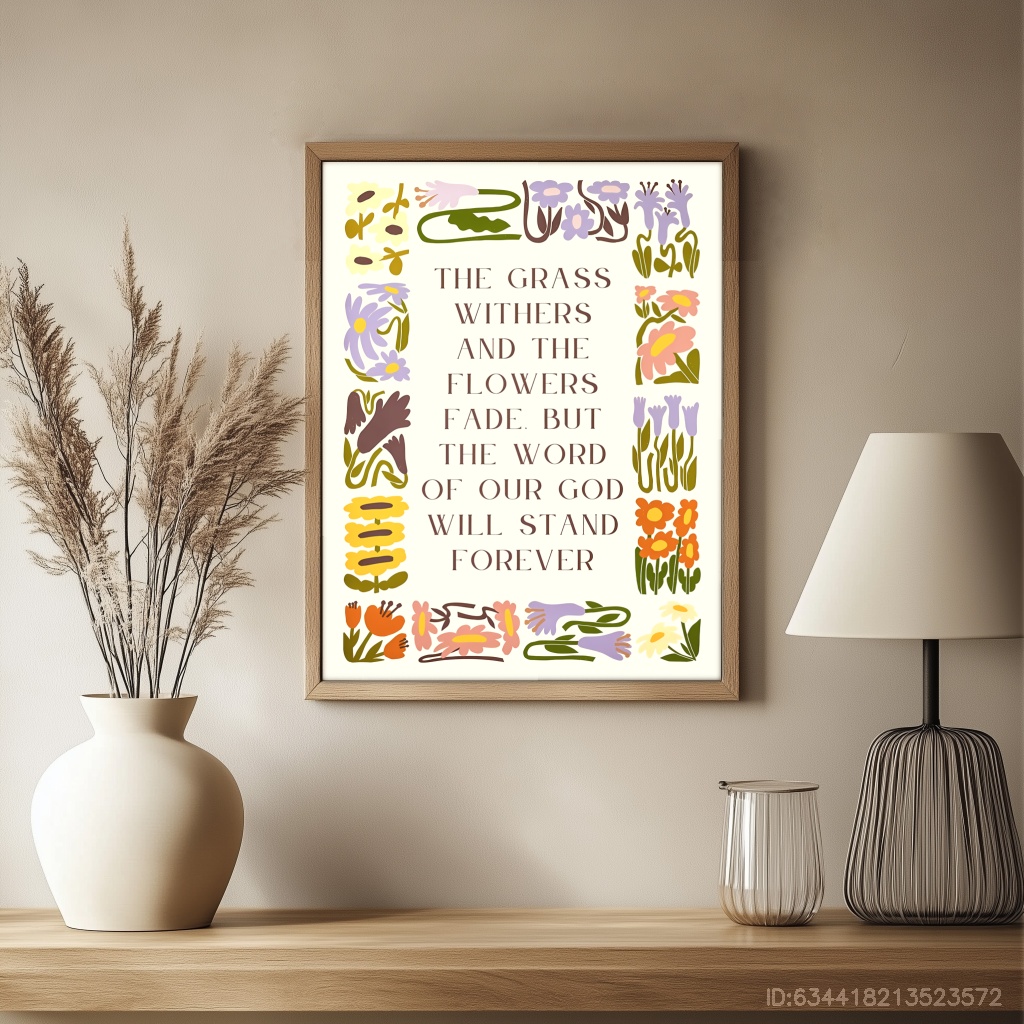 THE GRASS
WITHERS
AND THE
FLOWERS
FADE. BUT
THE WORD
OF OUR GOD
WILL STAND
FOREVER
ID:634418213523572